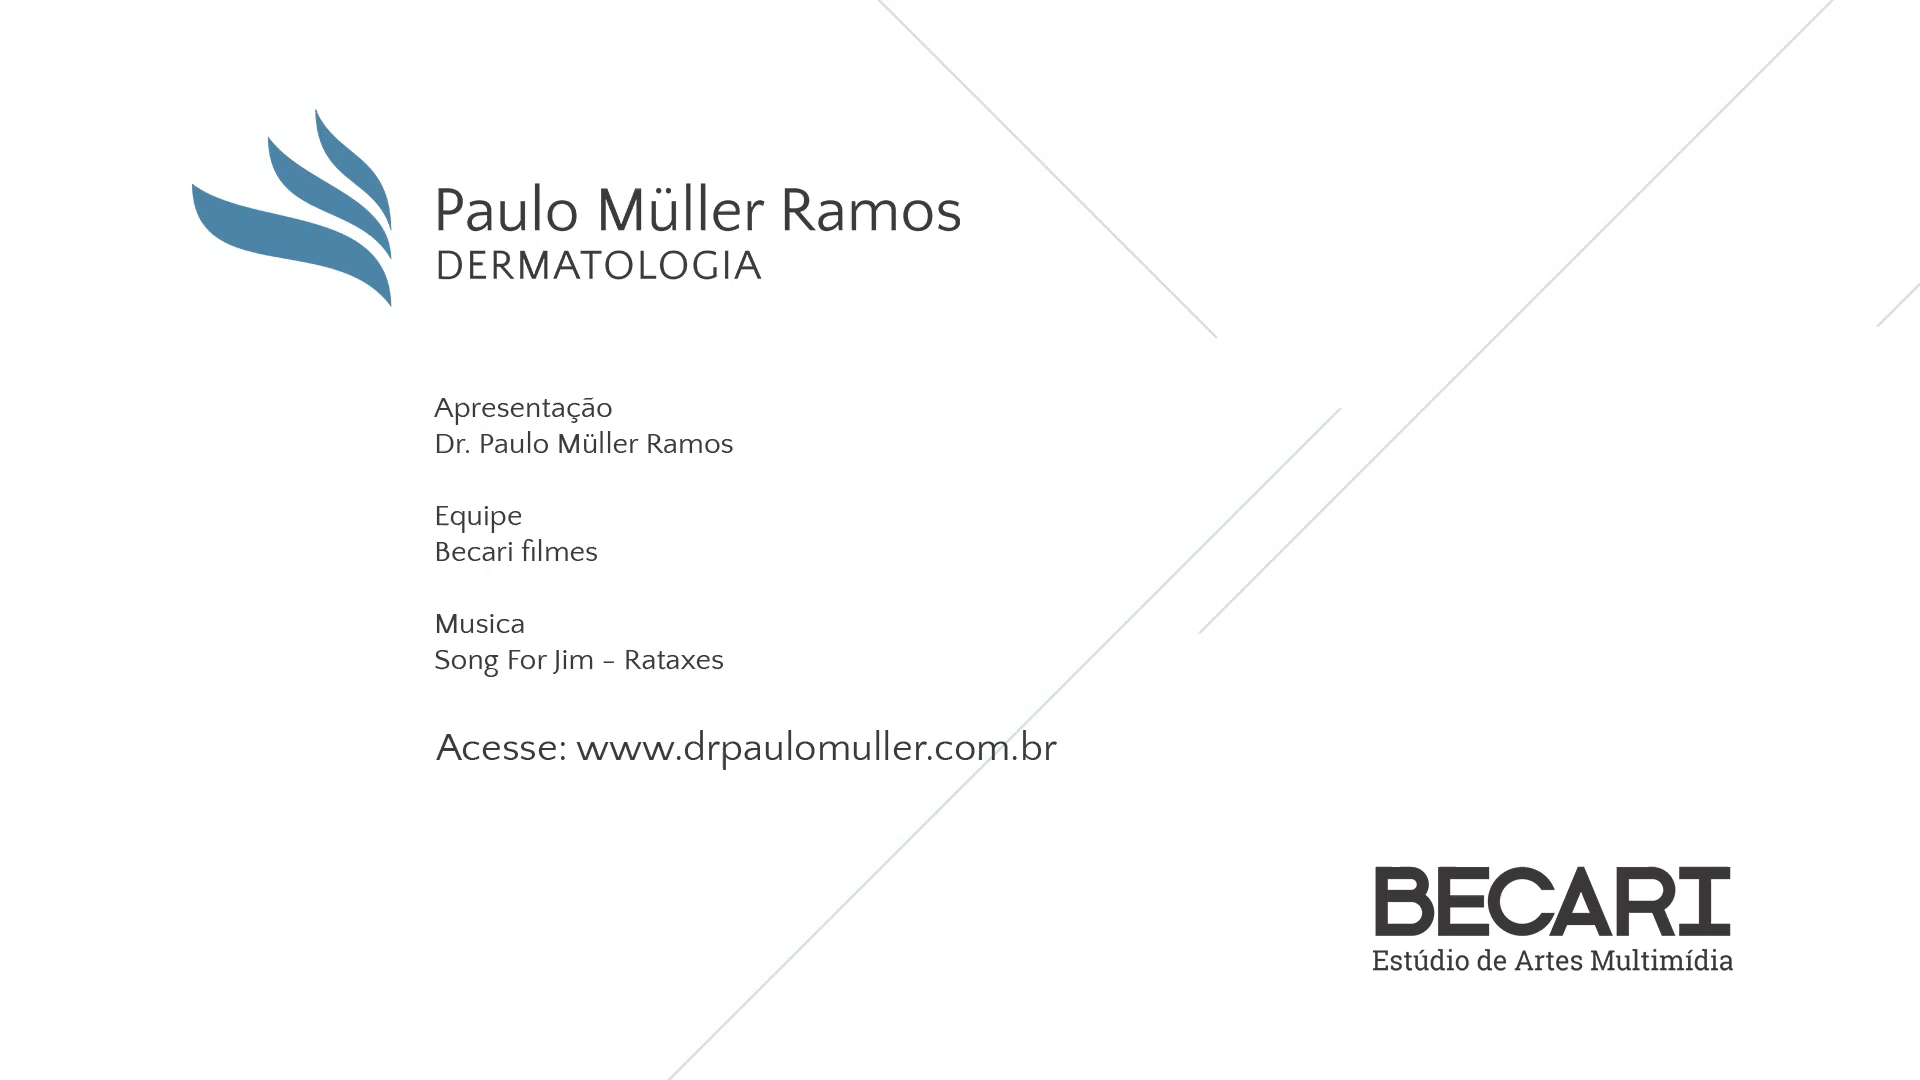 Paulo Müller Ramos
DERMATOLOGIA
Apresentação
Dr. Paulo Müller Ramos
Equipe
Becari filmes
Musica
Song For Jim - Rataxes
Acesse: www.drpaulomuller.com.br
BECARI
Estúdio de Artes Multimídia